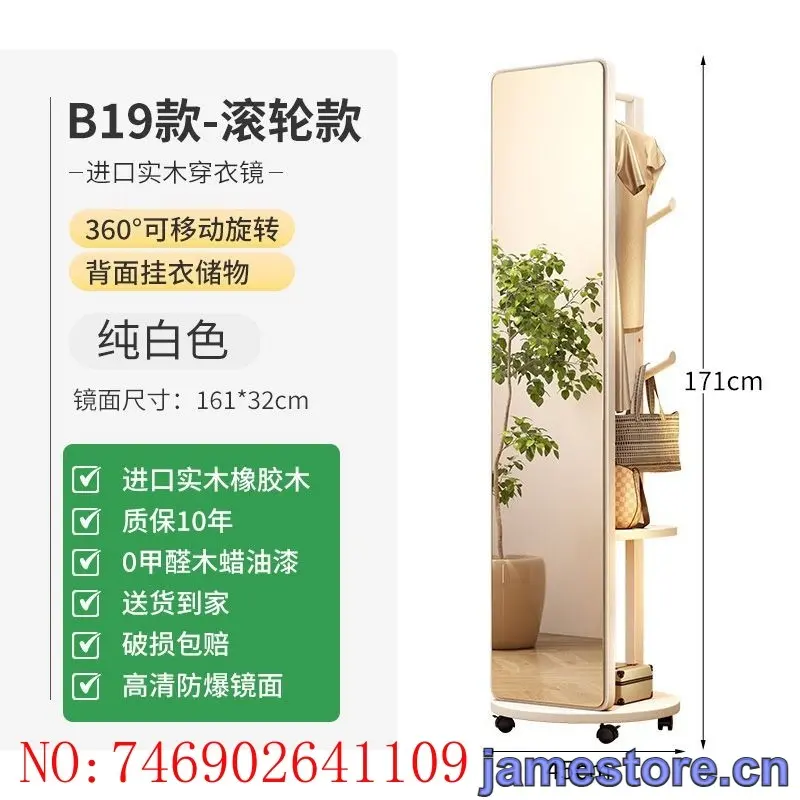 B19款-滚轮款
–进口实木穿衣镜–
360°可移动旋转
背面挂衣储物
纯白色
镜面尺寸：161*32cm
进口实木橡胶木
质保10年
0甲醛木蜡油漆
送货到家
破损包赔
高清防爆镜面
171cm
NO:746902641109
jamestore.cn